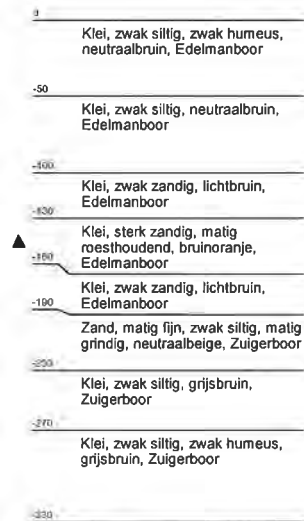 0
Klei, zwak siltig, zwak humeus,
neutraalbruin, Edelmanboor
-50
Klei, zwak siltig, neutraalbruin,
Edelmanboor
-100
Klei, zwak zandig, lichtbruin,
Edelmanboor
-130
Klei, sterk zandig, matig
roesthoudend, bruinoranje,
Edelmanboor
-160
Klei, zwak zandig, lichtbruin,
Edelmanboor
-190
Zand, matig fijn, zwak siltig, matig
grindig, neutraalbeige, Zuigerboor
Klei, zwak siltig, grijsbruin,
Zuigerboor
-270
Klei, zwak siltig, zwak humeus,
grijsbruin, Zuigerboor
-330